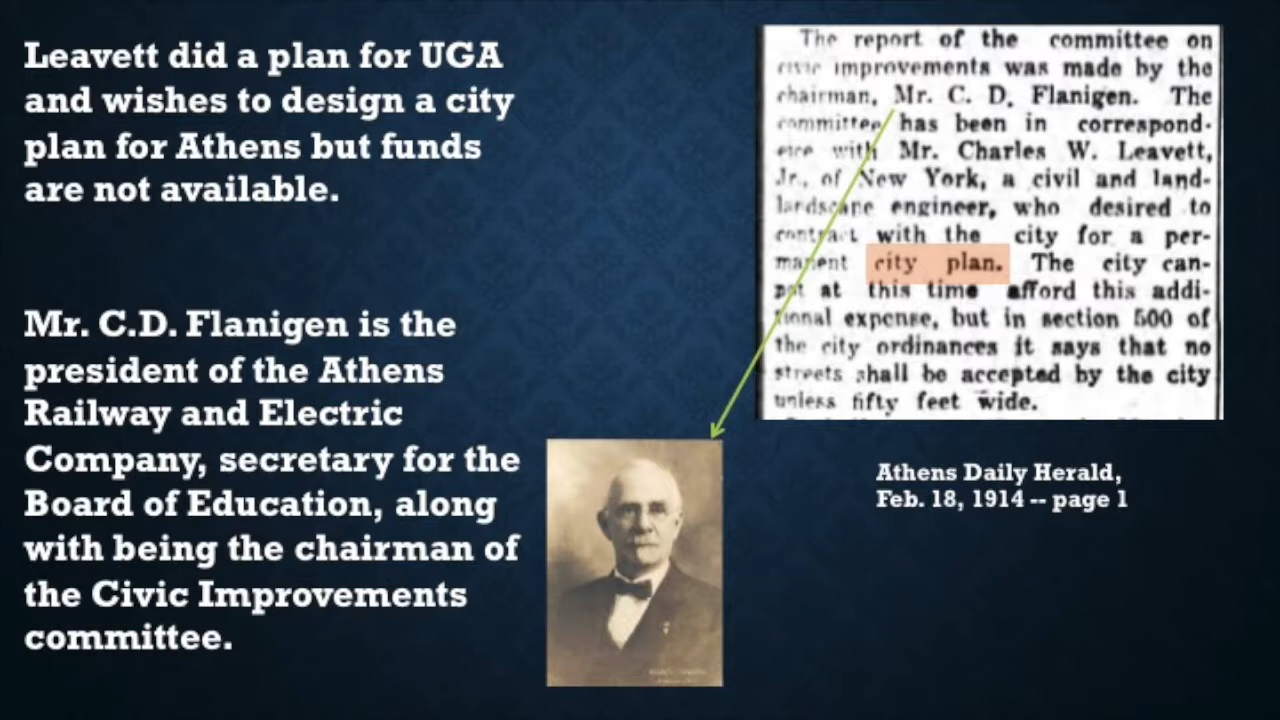 Leavett did a plan for UGA
and wishes to design a city
plan for Athens but funds
are not available.
Mr. C.D. Flanigen is the
president of the Athens
Railway and Electric
Company, secretary for the
Board of Education, along
with being the chairman of
the Civic Improvements
committee.
The report of the committee on
civic improvements was made by the
chairman, Mr. C. D. Flanigen. The
committee has been in correspond-
ence with Mr. Charles W. Leavett,
Jr., of New York, a civil and land-
landscape engineer, who desired to
contract with the city for a per-
manent city plan. The city can-
not at this time afford this addi-
tional expense, but in section 500 of
the city ordinances it says that no
streets shall be accepted by the city
unless fifty feet wide.
Athens Daily Herald,
Feb. 18, 1914 -- page 1